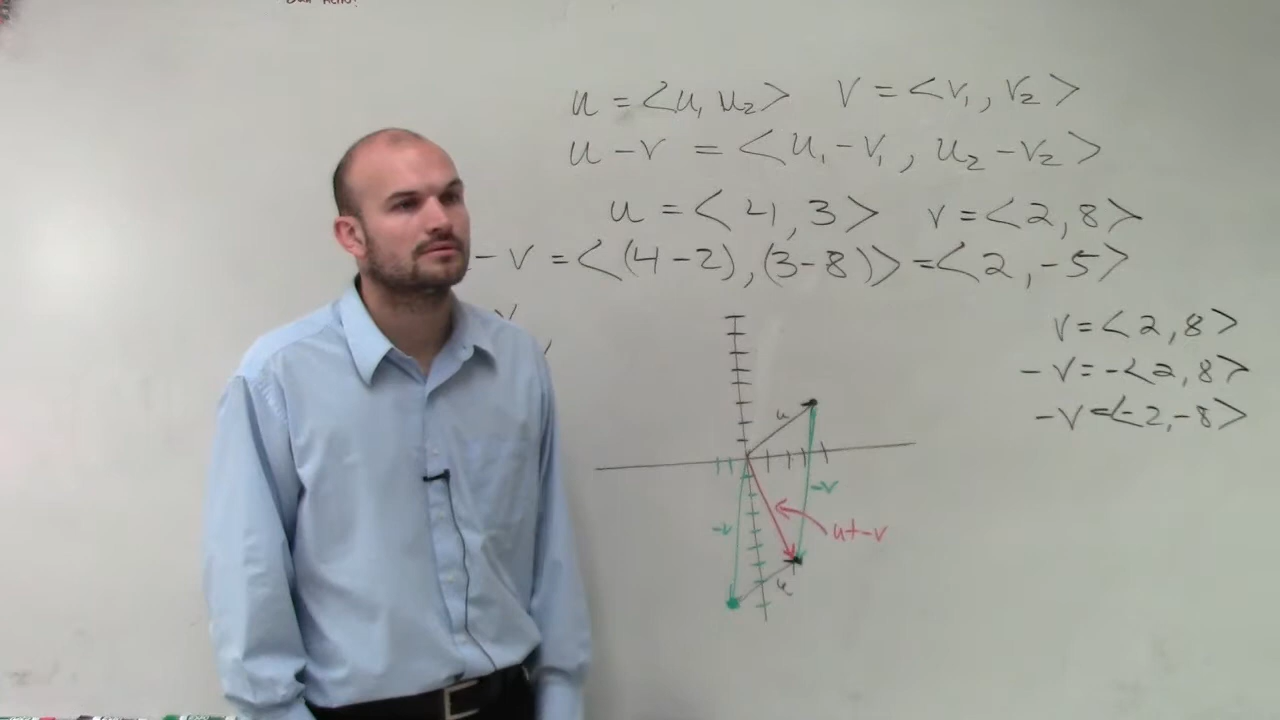 u = <u₁ u₂> v = <v₁, v₂>
u - v = <u₁ - v₁, u₂ - v₂>
u = <4, 3> v = <2, 8>
- v = <(4 - 2), (3 - 8)> = <2, -5>
v = <2, 8>
- v = -<2, 8>
- v = <-2, -8>
u
-v
-v
u + -v
u